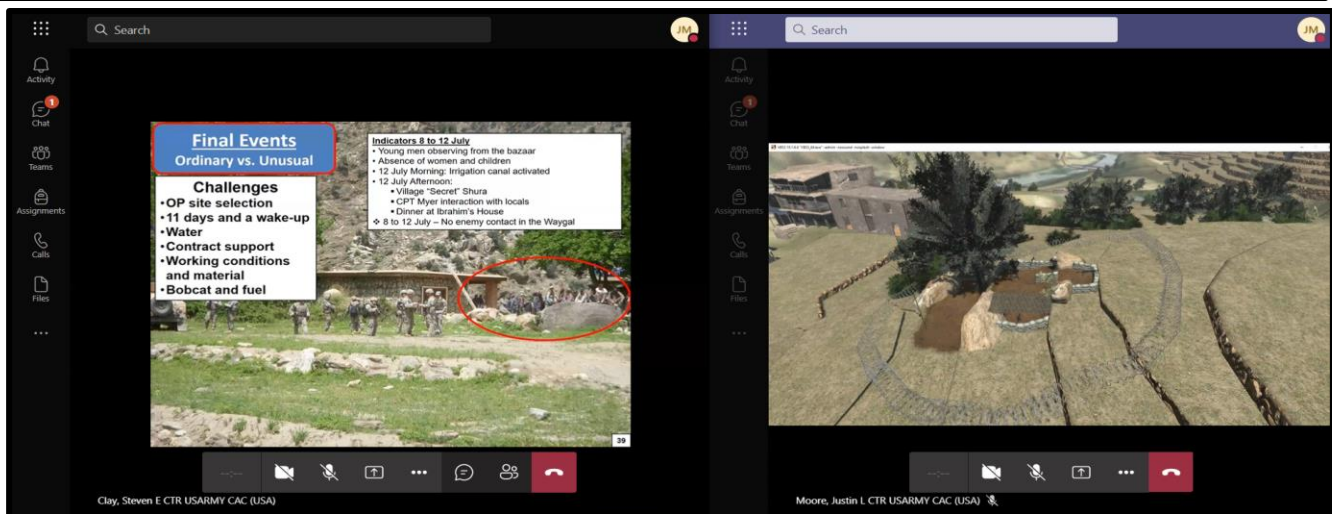 Search
JM
Activity
1
Chat
Teams
Assignments
Calls
Files
Final Events
Ordinary vs. Unusual
Challenges
•OP site selection
•11 days and a wake-up
•Water
•Contract support
•Working conditions
and material
•Bobcat and fuel
Indicators 8 to 12 July
• Young men observing from the bazaar
• Absence of women and children
• 12 July Morning: Irrigation canal activated
• 12 July Afternoon:
• Village "Secret" Shura
• CPT Myer interaction with locals
• Dinner at Ibrahim's House
❖ 8 to 12 July – No enemy contact in the Waygal
39
--:--
Clay, Steven E CTR USARMY CAC (USA)
Search
JM
Activity
1
Chat
Teams
Assignments
Calls
Files
--:--
Moore, Justin L CTR USARMY CAC (USA)